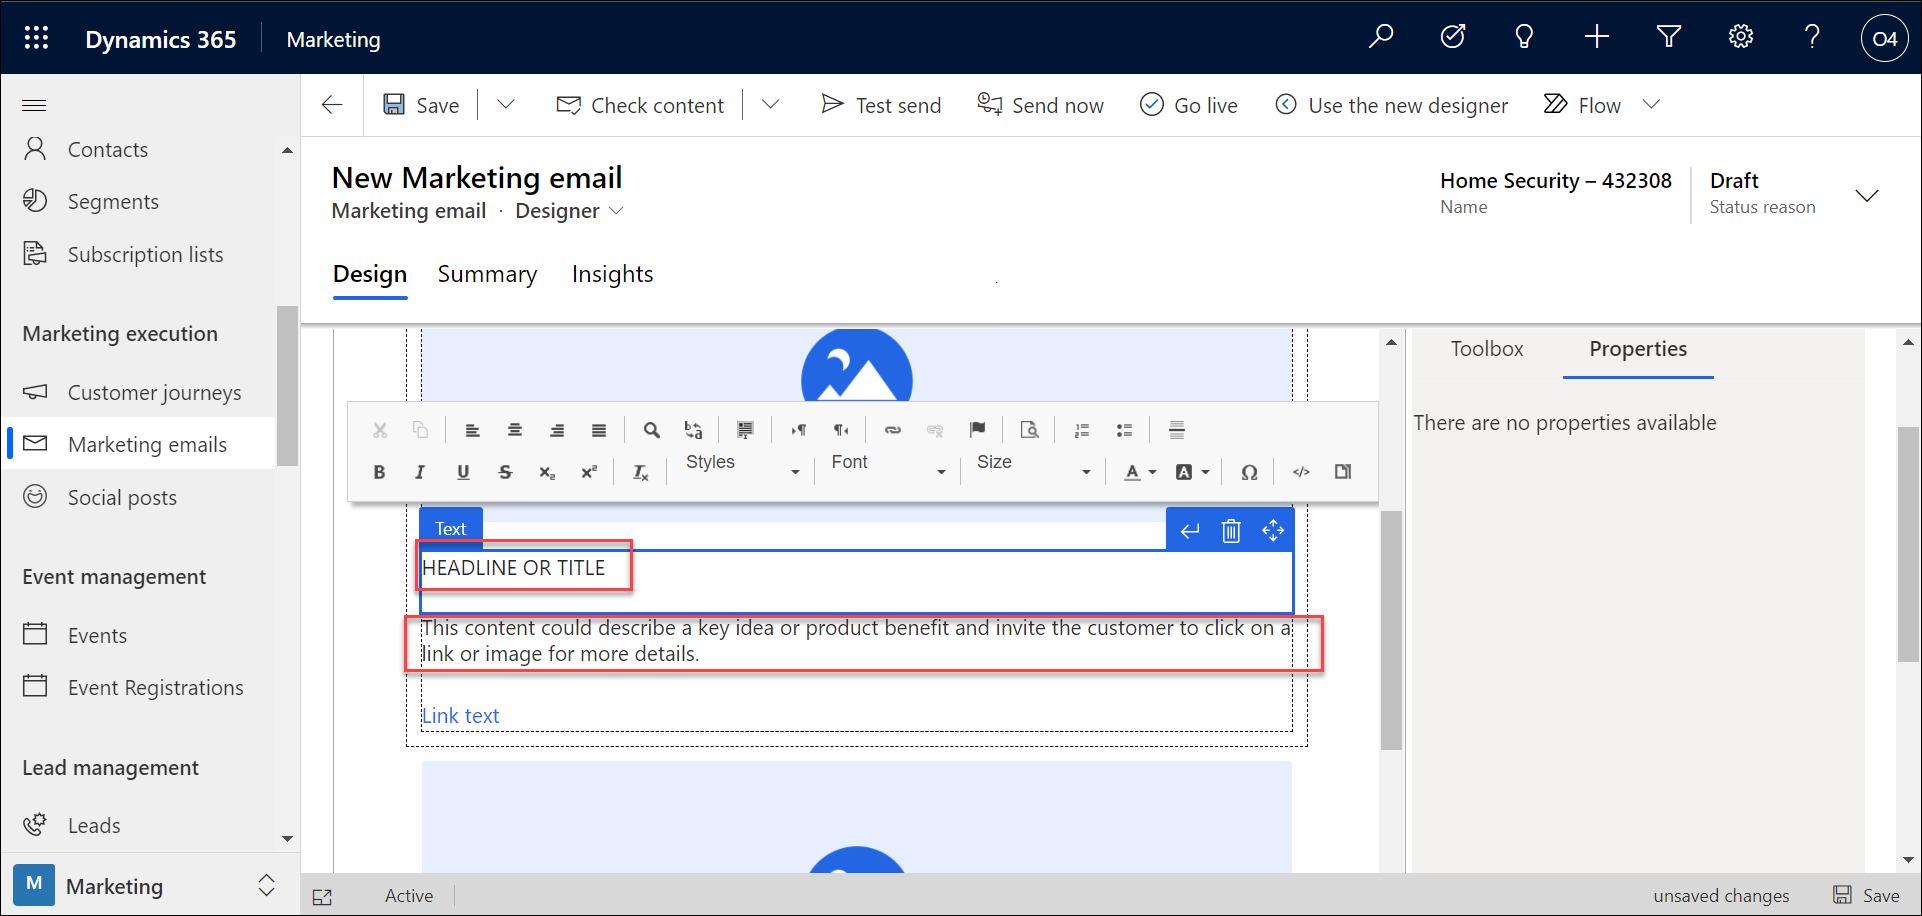 Dynamics 365 Marketing O4
Save Check content Test send Send now Go live Use the new designer Flow
Contacts
Segments
Subscription lists
Marketing execution
Customer journeys
Marketing emails
Social posts
Event management
Events
Event Registrations
Lead management
Leads
M Marketing
New Marketing email
Marketing email · Designer
Home Security – 432308
Name
Draft
Status reason
Design Summary Insights
Styles Font Size
Text
HEADLINE OR TITLE
This content could describe a key idea or product benefit and invite the customer to click on a
link or image for more details.
Link text
Toolbox Properties
There are no properties available
Active unsaved changes Save